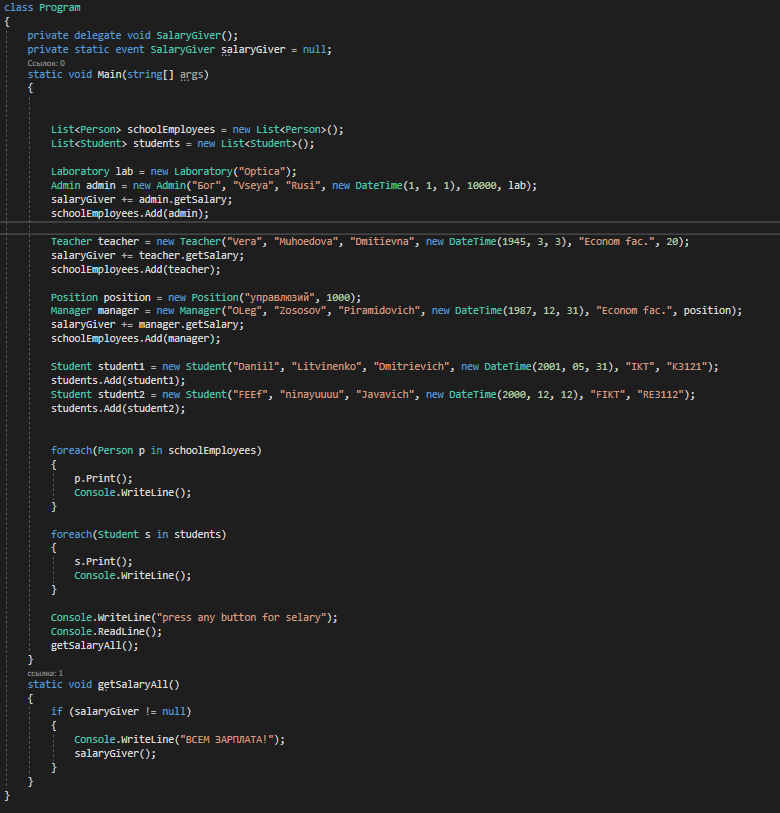 class Program
{
private delegate void SalaryGiver();
private static event SalaryGiver salaryGiver = null;
Ссылок: 0
static void Main(string[] args)
{
List<Person> schoolEmployees = new List<Person>();
List<Student> students = new List<Student>();
Laboratory lab = new Laboratory("Optica");
Admin admin = new Admin("Бог", "Vseya", "Rusi", new DateTime(1, 1, 1), 10000, lab);
salaryGiver += admin.getSalary;
schoolEmployees.Add(admin);
Teacher teacher = new Teacher("Vera", "Muhoedova", "Dmitievna", new DateTime(1945, 3, 3), "Econom fac.", 20);
salaryGiver += teacher.getSalary;
schoolEmployees.Add(teacher);
Position position = new Position("управлюзий", 1000);
Manager manager = new Manager("OLeg", "Zososov", "Piramidovich", new DateTime(1987, 12, 31), "Econom fac.", position);
salaryGiver += manager.getSalary;
schoolEmployees.Add(manager);
Student student1 = new Student("Daniil", "Litvinenko", "Dmitrievich", new DateTime(2001, 05, 31), "IKT", "K3121");
students.Add(student1);
Student student2 = new Student("FEEf", "ninayuuuu", "Javavich", new DateTime(2000, 12, 12), "FIKT", "RE3112");
students.Add(student2);
foreach(Person p in schoolEmployees)
{
p.Print();
Console.WriteLine();
}
foreach(Student s in students)
{
s.Print();
Console.WriteLine();
}
Console.WriteLine("press any button for selary");
Console.ReadLine();
getSalaryAll();
}
ссылка: 1
static void getSalaryAll()
{
if (salaryGiver != null)
{
Console.WriteLine("ВСЕМ ЗАРПЛАТА!");
salaryGiver();
}
}
}